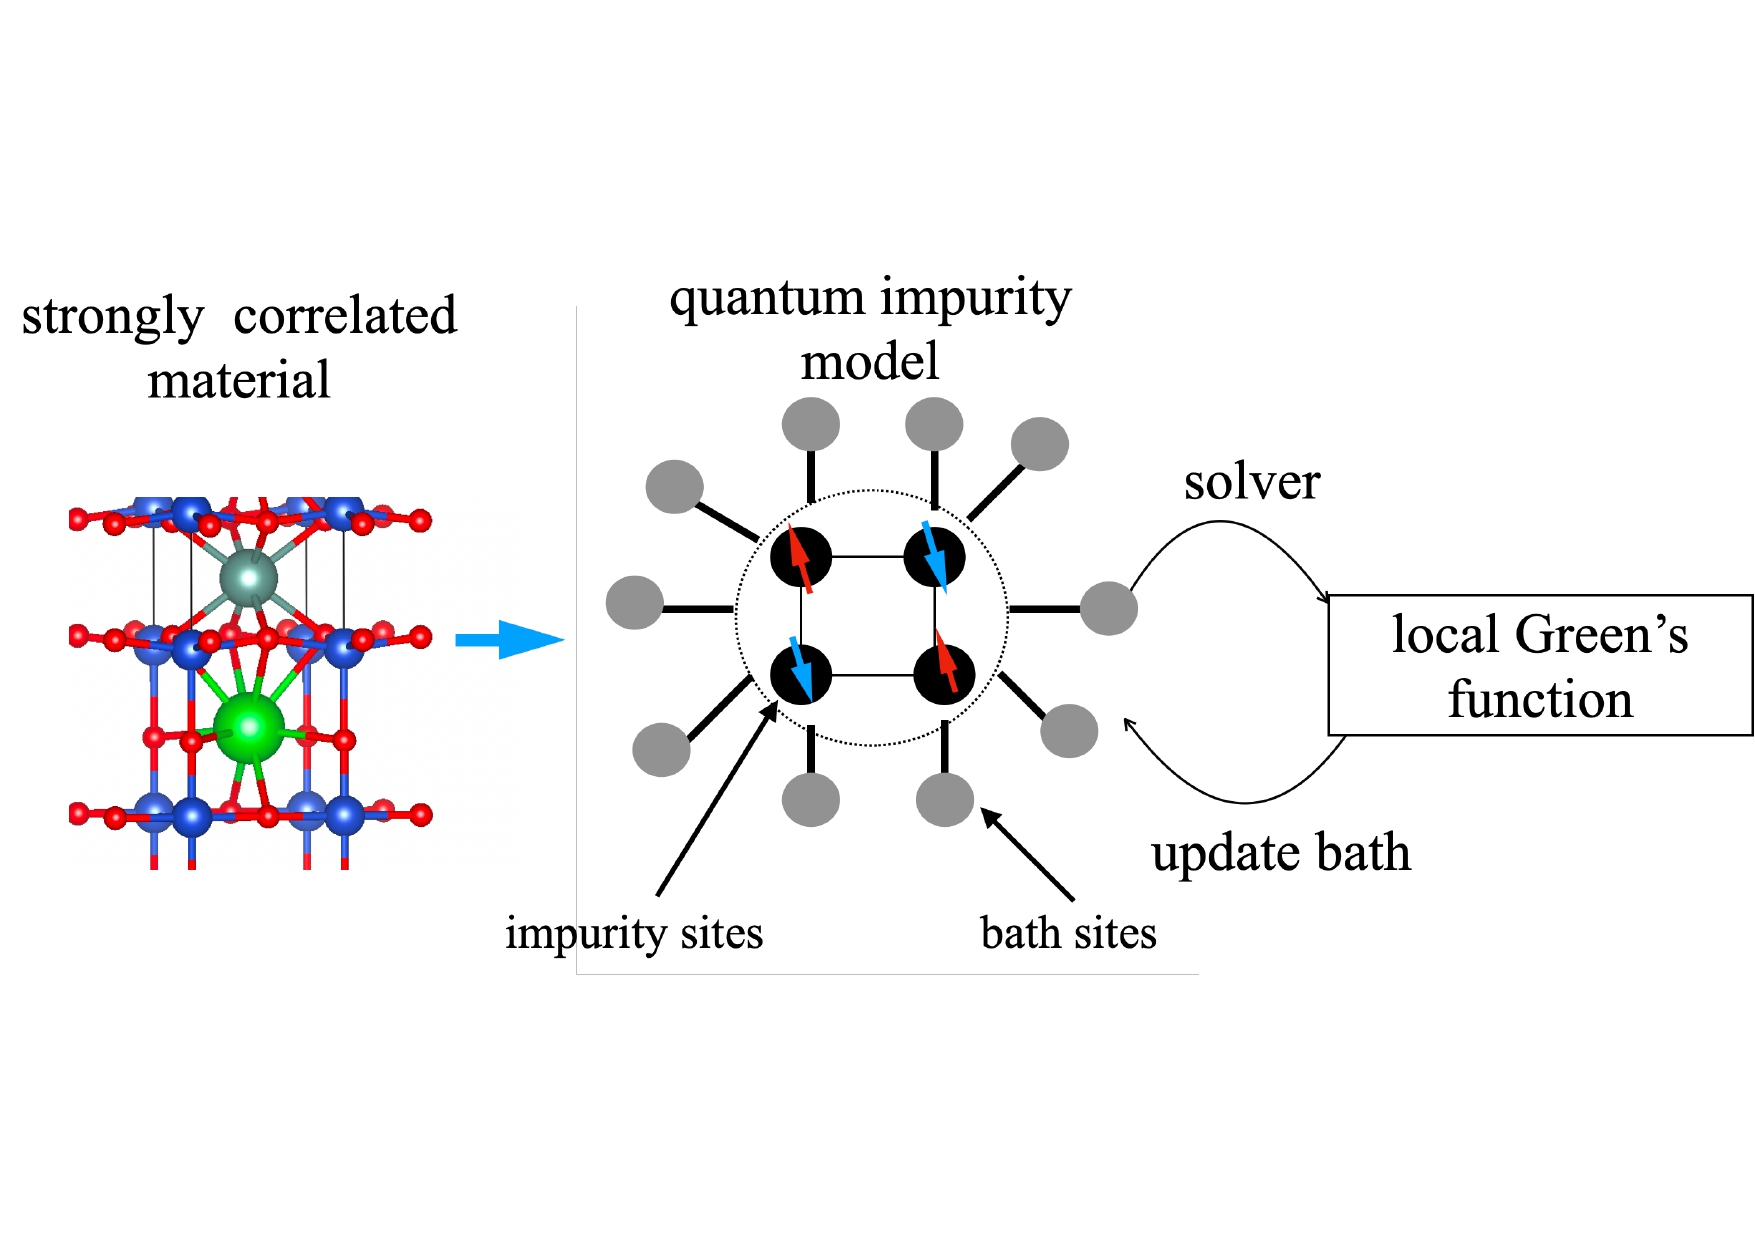 strongly correlated
material
quantum impurity
model
solver
local Green’s
function
update bath
impurity sites
bath sites